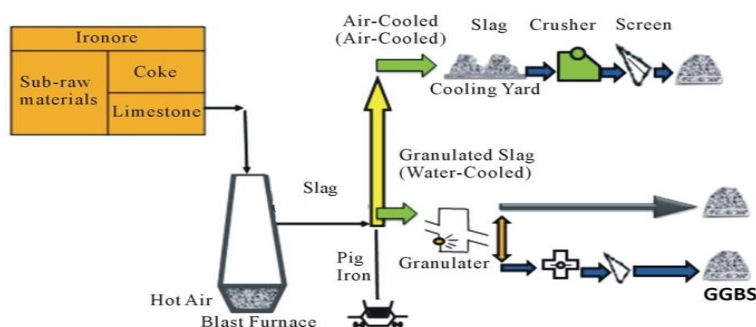 Ironore
Sub-raw
materials
Coke
Limestone
Air-Cooled
(Air-Cooled)
Slag
Crusher
Screen
Cooling Yard
Granulated Slag
(Water-Cooled)
Slag
Granulater
Pig
Iron
GGBS
Hot Air
Blast Furnace